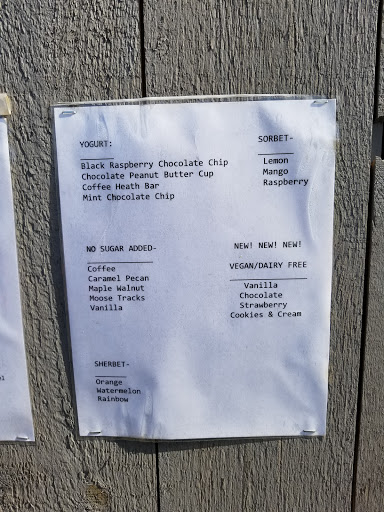 YOGURT:
Black Raspberry Chocolate Chip
Chocolate Peanut Butter Cup
Coffee Heath Bar
Mint Chocolate Chip
SORBET-
Lemon
Mango
Raspberry
NO SUGAR ADDED-
Coffee
Caramel Pecan
Maple Walnut
Moose Tracks
Vanilla
NEW! NEW! NEW!
VEGAN/DAIRY FREE
Vanilla
Chocolate
Strawberry
Cookies & Cream
SHERBET-
Orange
Watermelon
Rainbow